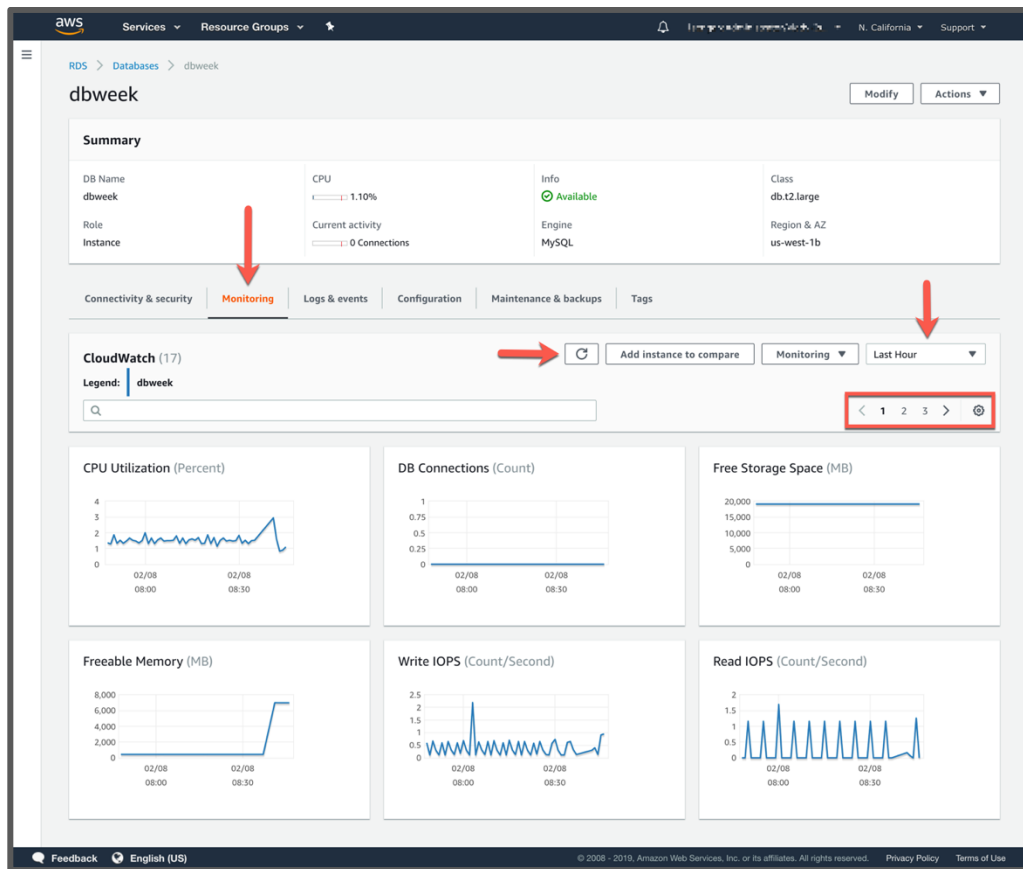 aws Services Resource Groups N. California Support
RDS > Databases > dbweek
dbweek Modify Actions
Summary
DB Name CPU Info Class
dbweek 1.10% Available db.t2.large
Role Current activity Engine Region & AZ
Instance 0 Connections MySQL us-west-1b
Connectivity & security Monitoring Logs & events Configuration Maintenance & backups Tags
CloudWatch (17) Add instance to compare Monitoring Last Hour
Legend: dbweek
< 1 2 3 >
CPU Utilization (Percent)
4
3
2
1
0
02/08 02/08
08:00 08:30
DB Connections (Count)
1
0.75
0.5
0.25
0
02/08 02/08
08:00 08:30
Free Storage Space (MB)
20,000
15,000
10,000
5,000
0
02/08 02/08
08:00 08:30
Freeable Memory (MB)
8,000
6,000
4,000
2,000
0
02/08 02/08
08:00 08:30
Write IOPS (Count/Second)
2.5
2
1.5
1
0.5
0
02/08 02/08
08:00 08:30
Read IOPS (Count/Second)
2
1.5
1
0.5
0
02/08 02/08
08:00 08:30
Feedback English (US) © 2008 - 2019, Amazon Web Services, Inc. or its affiliates. All rights reserved. Privacy Policy Terms of Use